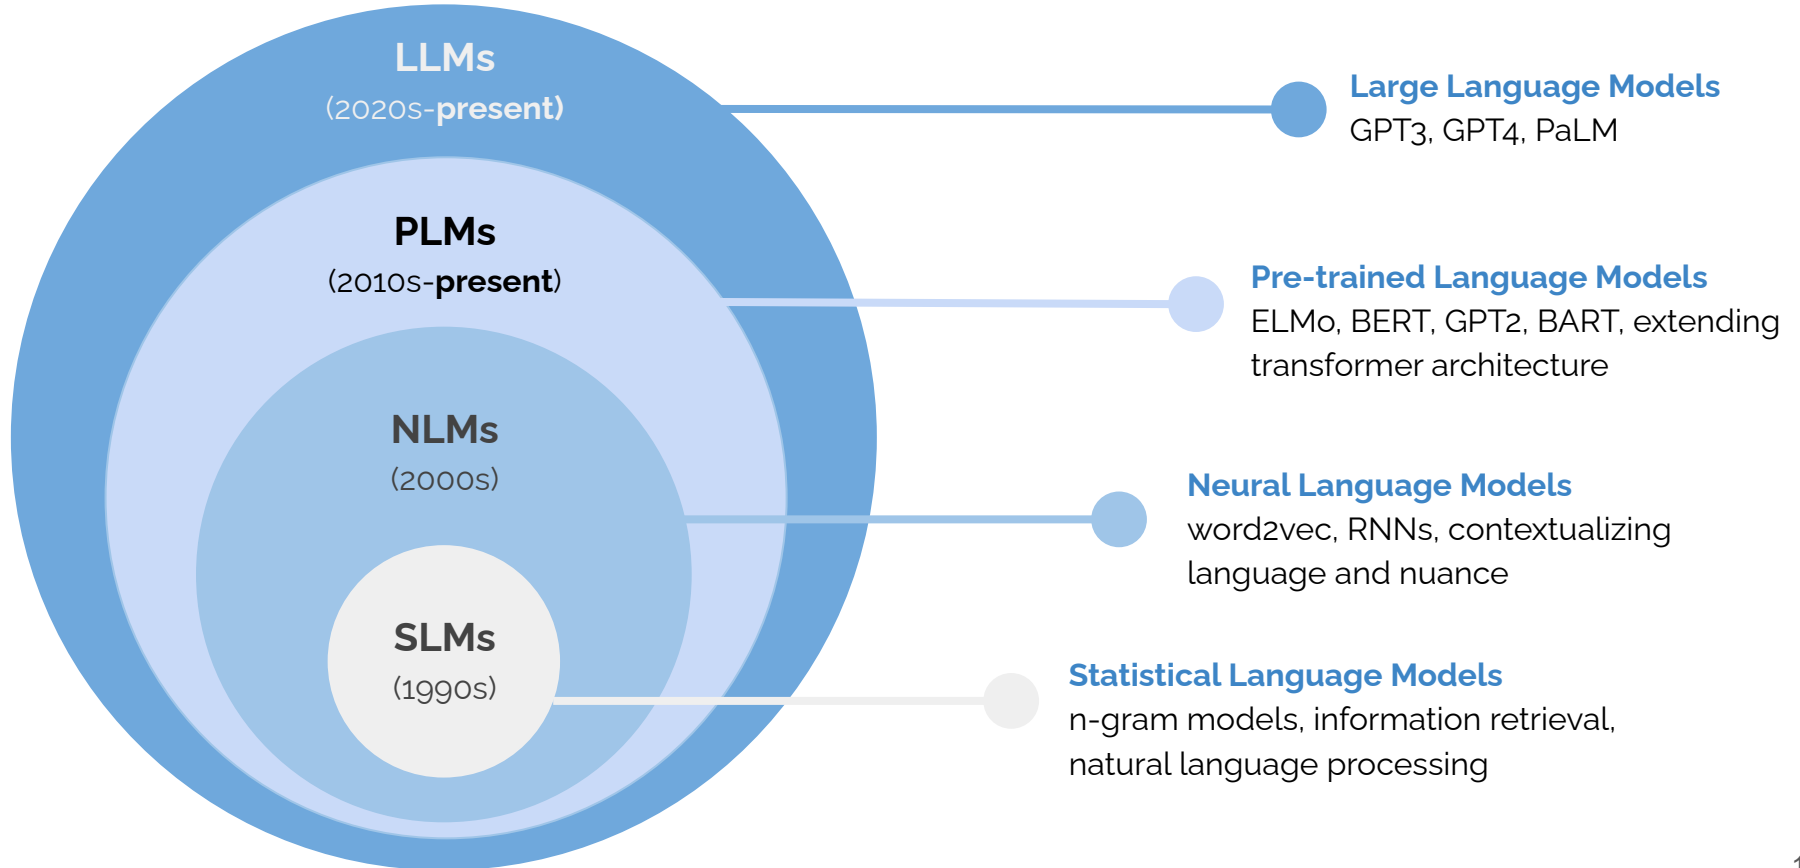 LLMs
(2020s-present)
Large Language Models
GPT3, GPT4, PaLM
PLMs
(2010s-present)
Pre-trained Language Models
ELMo, BERT, GPT2, BART, extending
transformer architecture
NLMs
(2000s)
Neural Language Models
word2vec, RNNs, contextualizing
language and nuance
SLMs
(1990s)
Statistical Language Models
n-gram models, information retrieval,
natural language processing